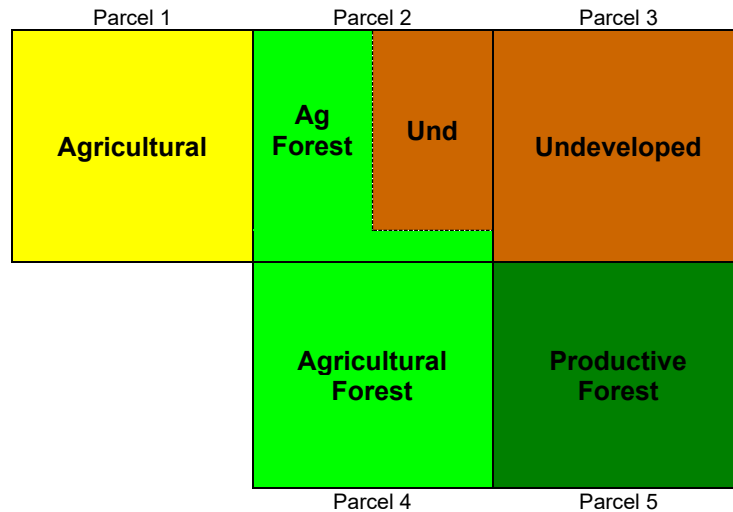 Parcel 1
Parcel 2
Parcel 3
Agricultural
Ag
Forest
Und
Undeveloped
Agricultural
Forest
Productive
Forest
Parcel 4
Parcel 5